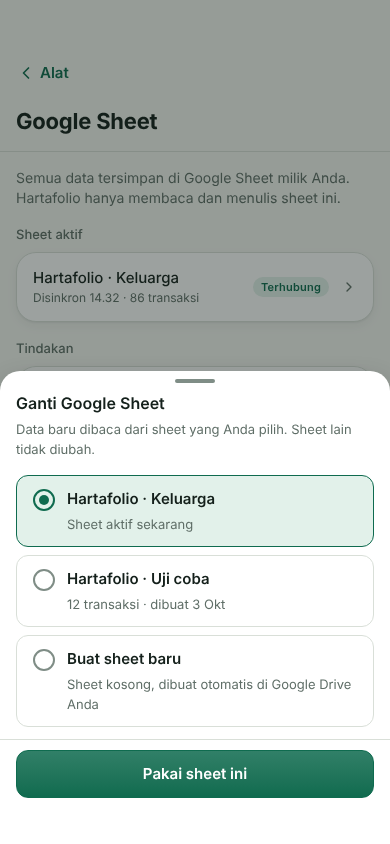 Alat
Google Sheet
Semua data tersimpan di Google Sheet milik Anda.
Hartafolio hanya membaca dan menulis sheet ini.
Sheet aktif
Hartafolio · Keluarga
Disinkron 14.32 · 86 transaksi
Terhubung
Tindakan
Ganti Google Sheet
Data baru dibaca dari sheet yang Anda pilih. Sheet lain
tidak diubah.
Hartafolio · Keluarga
Sheet aktif sekarang
Hartafolio · Uji coba
12 transaksi · dibuat 3 Okt
Buat sheet baru
Sheet kosong, dibuat otomatis di Google Drive
Anda
Pakai sheet ini